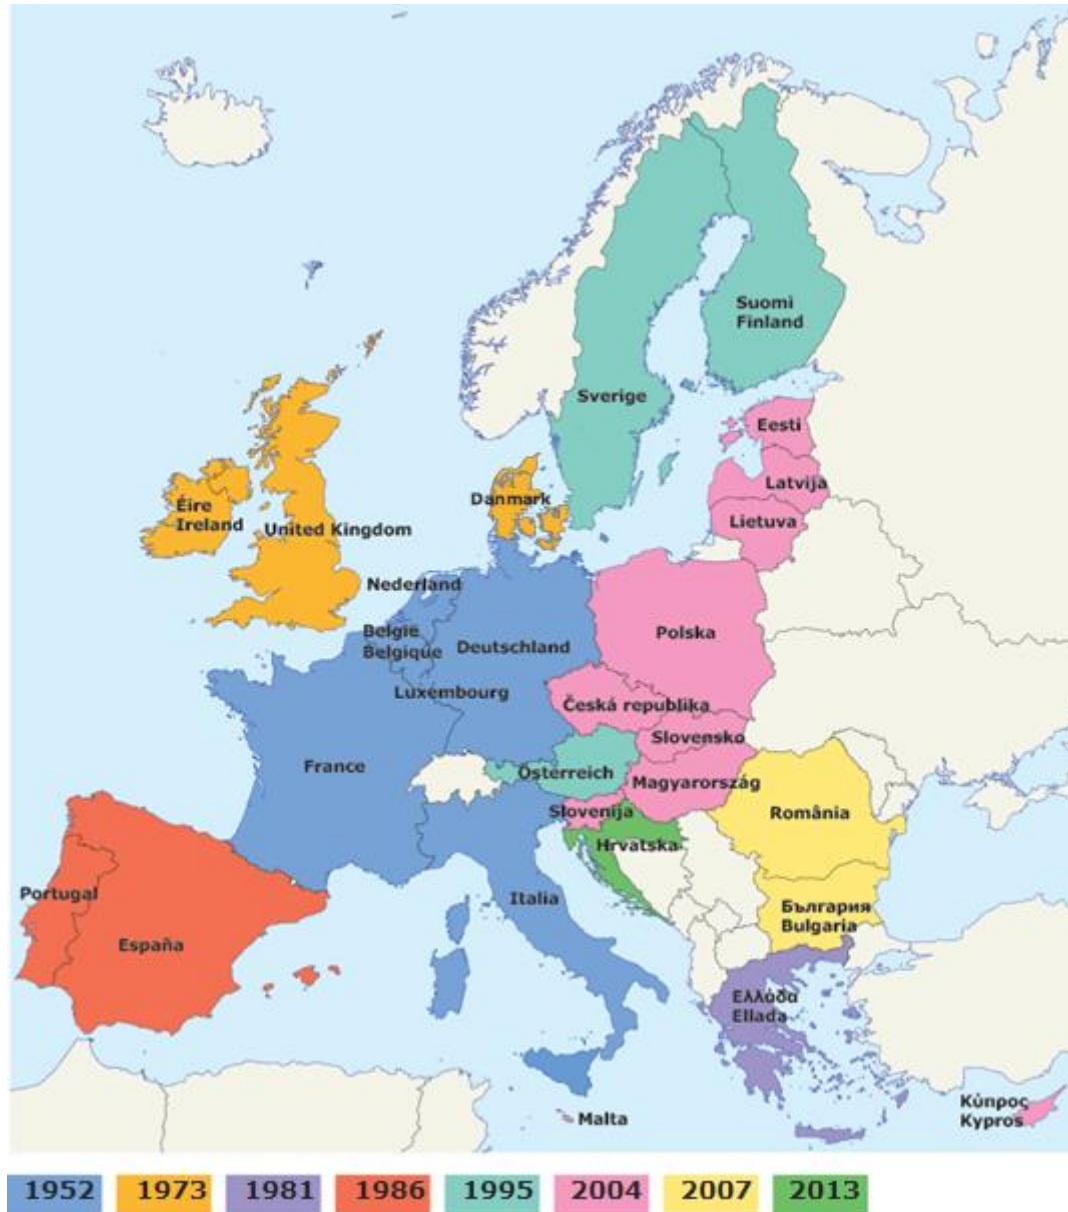 Suomi
Finland
Sverige
Eesti
Latvija
Lietuva
Danmark
Éire
Ireland
United Kingdom
Nederland
België
Belgique
Deutschland
Polska
Luxembourg
Česká republika
Slovensko
France
Österreich
Magyarország
Slovenija
România
Hrvatska
Portugal
Italia
España
България
Bulgaria
Ελλάδα
Ellada
Κύπρος
Kypros
Malta
1952 1973 1981 1986 1995 2004 2007 2013